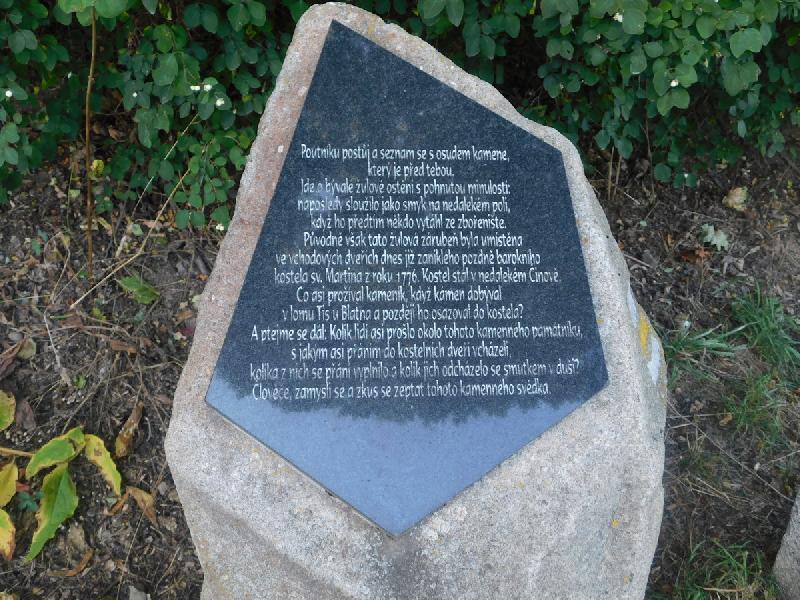 Poutníku postůj a seznam se s osudem kamene,
který je před tebou.
Jde o bývalé žulové ostění s pohnutou minulostí:
naposledy sloužilo jako smyk na nedalekém poli,
když ho předtím někdo vytáhl ze zbořeniště.
Původně však tato žulová zárubeň byla umístěna
ve vchodových dveřích dnes již zaniklého pozdně barokního
kostela sv. Martina z roku 1776. Kostel stál v nedalekém Cínově.
Co asi prožíval kameník, když kámen dobýval
v lomu Tis u Blatna a později ho osazoval do kostela?
A ptejme se dál: Kolik lidí asi prošlo okolo tohoto kamenného památníku,
s jakým asi přáním do kostelních dveří vcházeli,
kolika z nich se přání vyplnilo a kolik jich odcházelo se smutkem v duši?
Člověče, zamysli se a zkus se zeptat tohoto kamenného svědka.